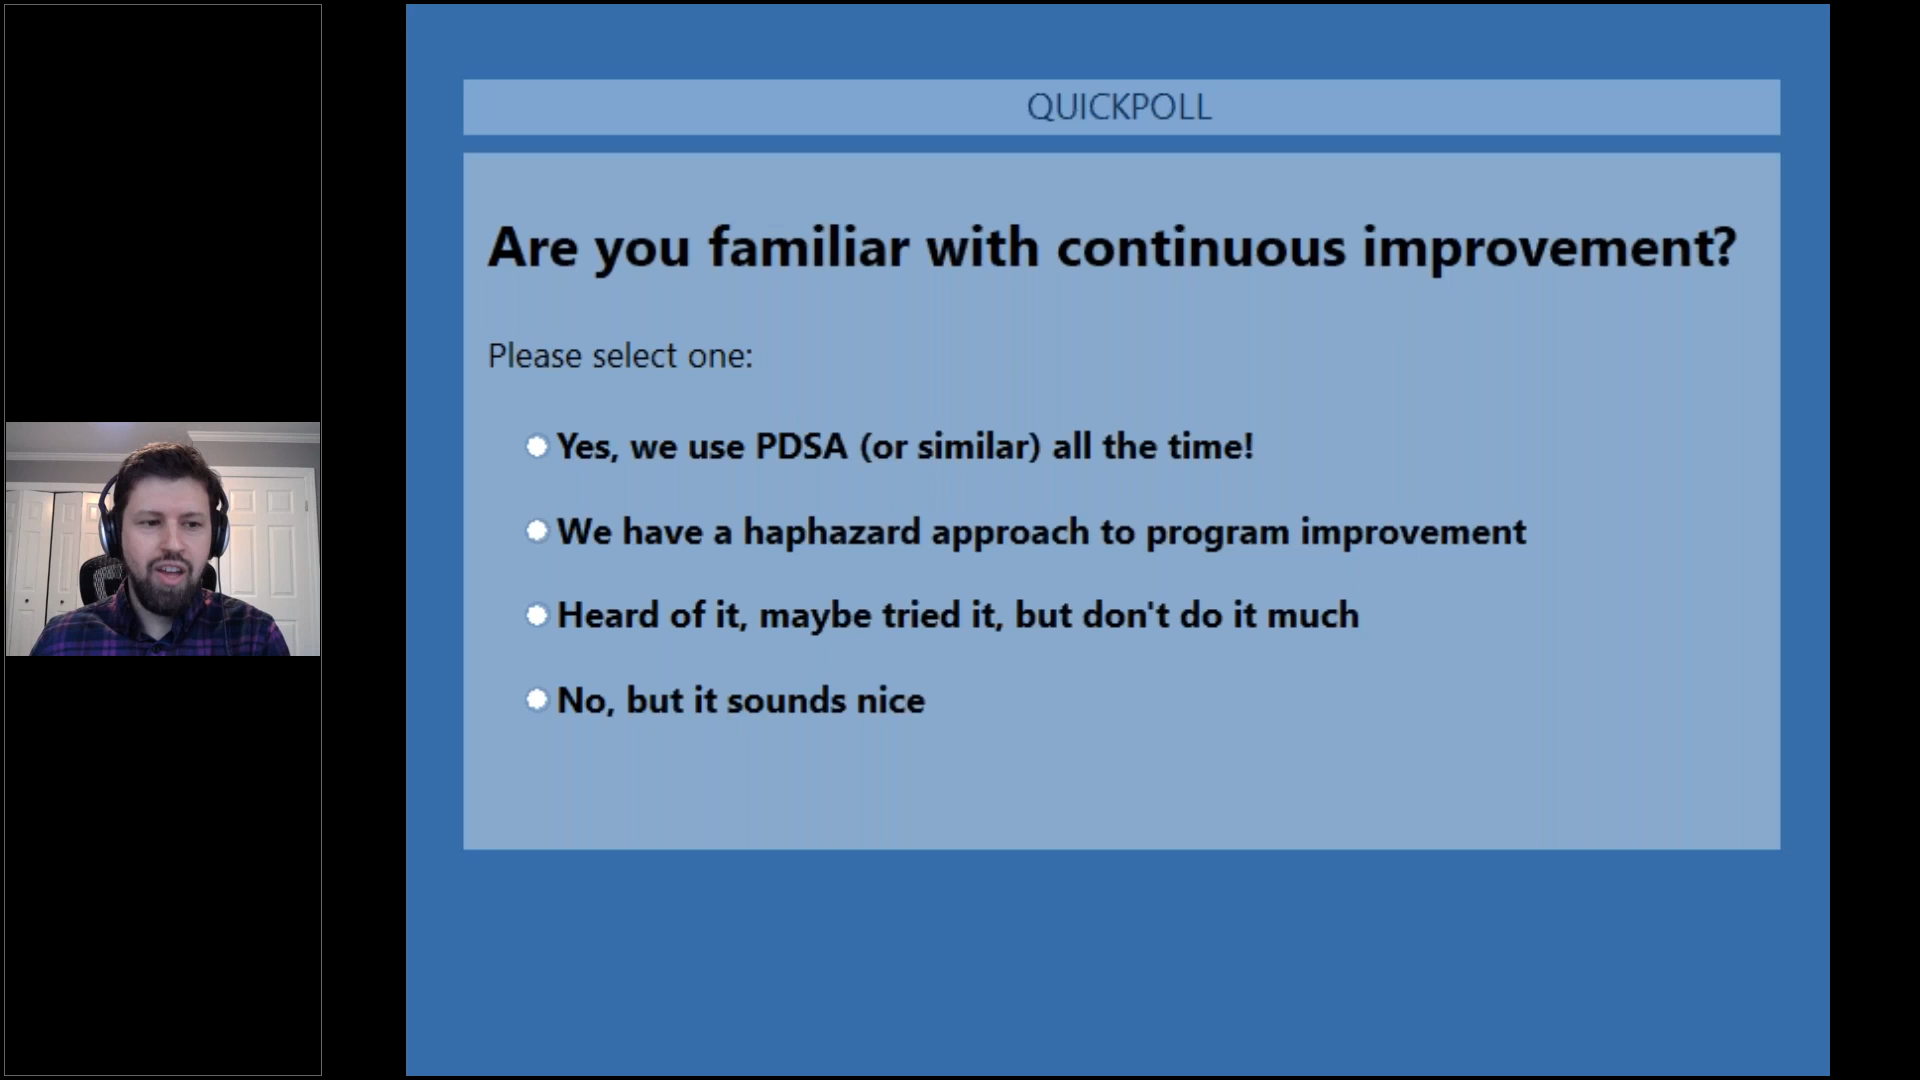 QUICKPOLL
Are you familiar with continuous improvement?
Please select one:
Yes, we use PDSA (or similar) all the time!
We have a haphazard approach to program improvement
Heard of it, maybe tried it, but don't do it much
No, but it sounds nice